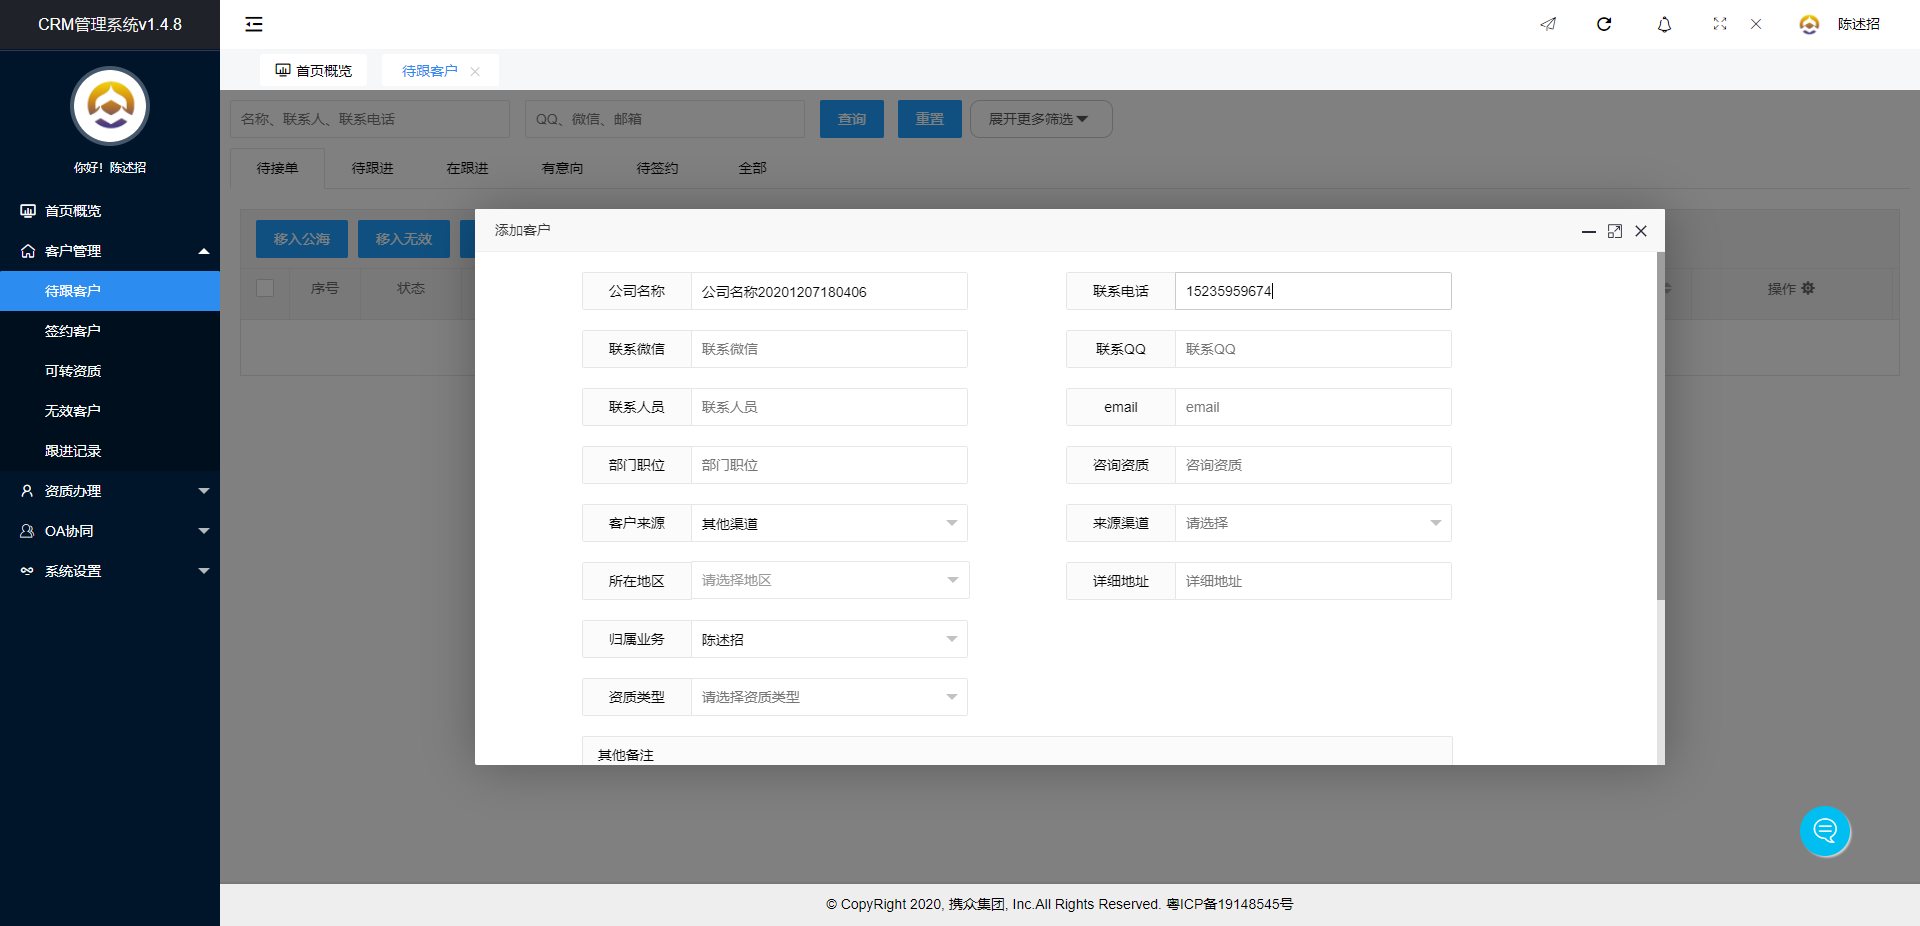 CRM管理系统v1.4.8
陈述招
首页概览
待跟客户
你好！陈述招
首页概览
客户管理
待跟客户
签约客户
可转资质
无效客户
跟进记录
资质办理
OA协同
系统设置
名称、联系人、联系电话
QQ、微信、邮箱
查询
重置
展开更多筛选
待接单
待跟进
在跟进
有意向
待签约
全部
移入公海
移入无效
序号
状态
操作
添加客户
公司名称
公司名称20201207180406
联系电话
15235959674
联系微信
联系微信
联系QQ
联系QQ
联系人员
联系人员
email
email
部门职位
部门职位
咨询资质
咨询资质
客户来源
其他渠道
来源渠道
请选择
所在地区
请选择地区
详细地址
详细地址
归属业务
陈述招
资质类型
请选择资质类型
其他备注
© CopyRight 2020, 携众集团, Inc.All Rights Reserved. 粤ICP备19148545号